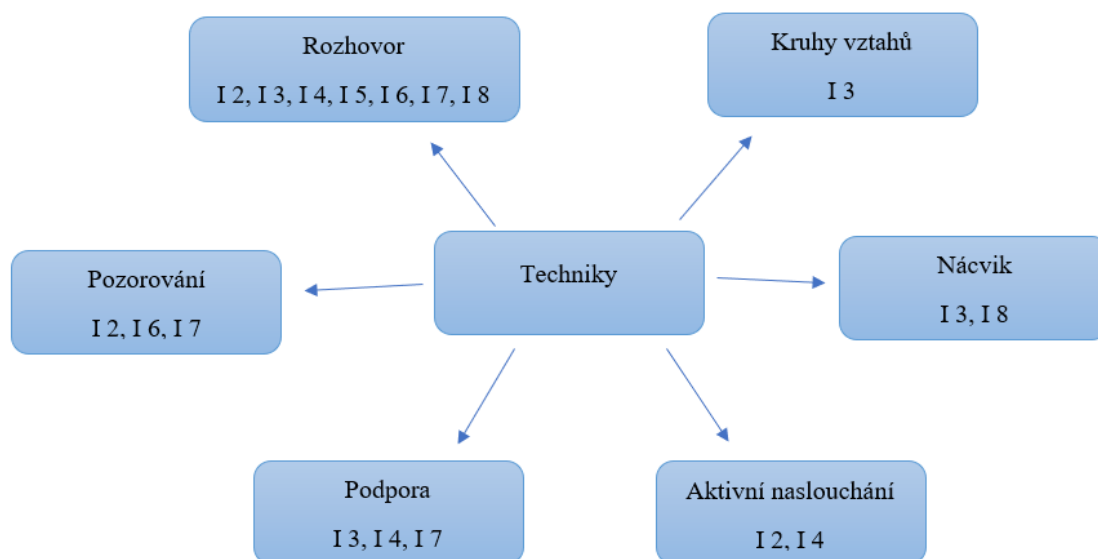 Rozhovor
I 2, I 3, I 4, I 5, I 6, I 7, I 8
Kruhy vztahů
I 3
Pozorování
I 2, I 6, I 7
Techniky
Nácvik
I 3, I 8
Podpora
I 3, I 4, I 7
Aktivní naslouchání
I 2, I 4